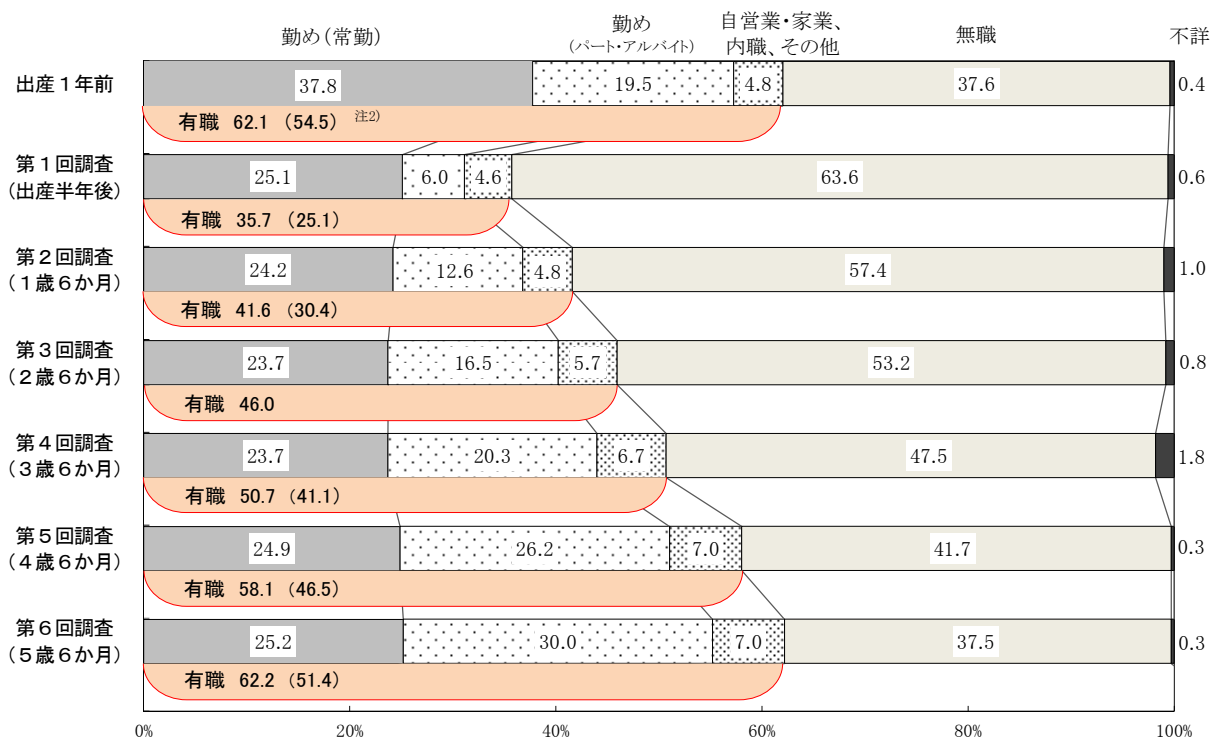 勤め(常勤)
勤め
(パート・アルバイト)
自営業・家業、
内職、その他
無職
不詳
出産1年前
37.8
19.5
4.8
37.6
0.4
有職 62.1 (54.5) 注2)
第1回調査
(出産半年後)
25.1
6.0
4.6
63.6
0.6
有職 35.7 (25.1)
第2回調査
(1歳6か月)
24.2
12.6
4.8
57.4
1.0
有職 41.6 (30.4)
第3回調査
(2歳6か月)
23.7
16.5
5.7
53.2
0.8
有職 46.0
第4回調査
(3歳6か月)
23.7
20.3
6.7
47.5
1.8
有職 50.7 (41.1)
第5回調査
(4歳6か月)
24.9
26.2
7.0
41.7
0.3
有職 58.1 (46.5)
第6回調査
(5歳6か月)
25.2
30.0
7.0
37.5
0.3
有職 62.2 (51.4)
0%
20%
40%
60%
80%
100%